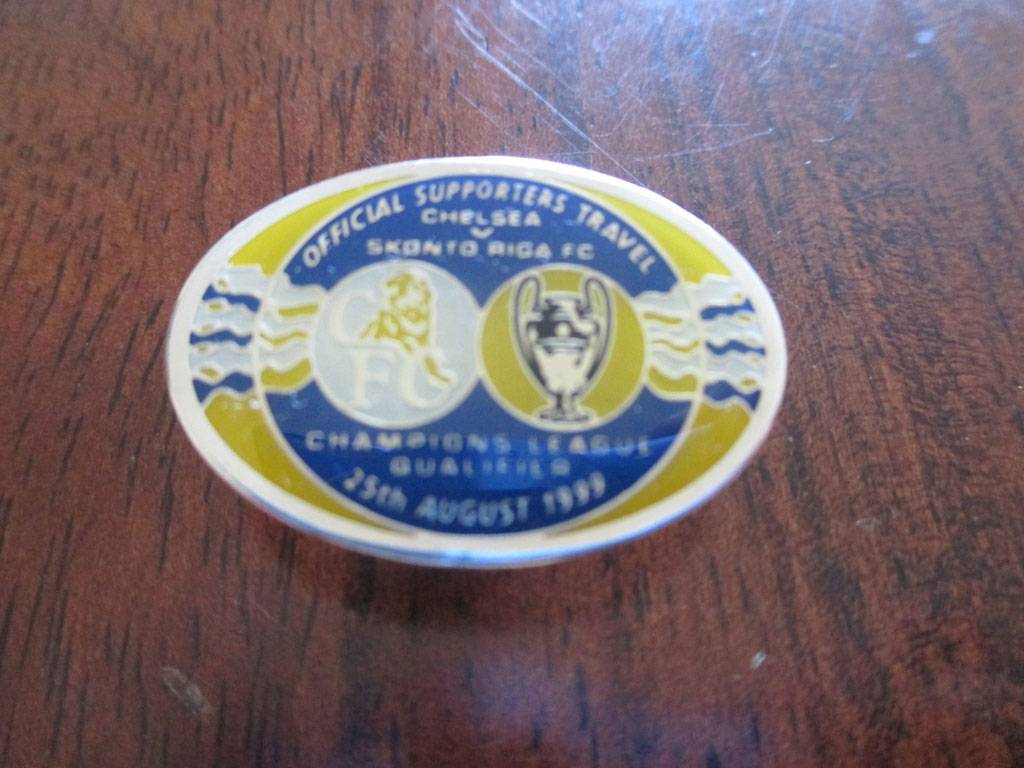 OFFICIAL SUPPORTERS TRAVEL
CHELSEA
V
SKONTO RIGA FC
CFC
CHAMPIONS LEAGUE
QUALIFIER
25th AUGUST 1999